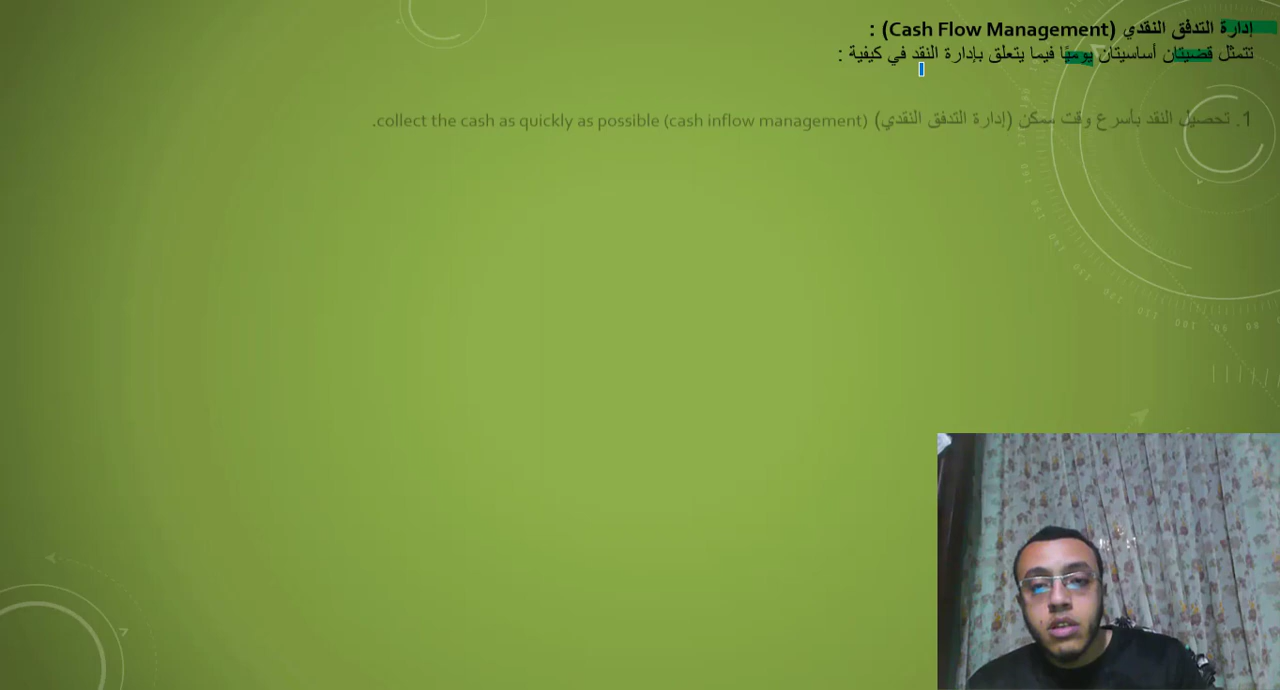 إدارة التدفق النقدي (Cash Flow Management) :
تتمثل قضيتان أساسيتان يوميًا فيما يتعلق بإدارة النقد في كيفية :
1. تحصيل النقد بأسرع وقت ممكن (إدارة التدفق النقدي) collect the cash as quickly as possible (cash inflow management).